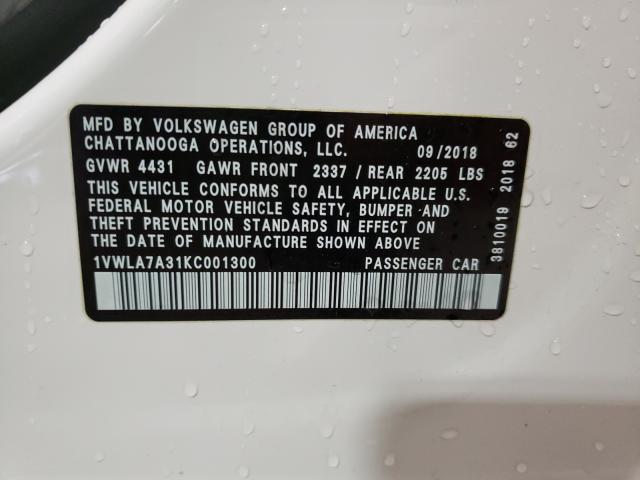 MFD BY VOLKSWAGEN GROUP OF AMERICA
CHATTANOOGA OPERATIONS, LLC. 09/2018
GVWR 4431 GAWR FRONT 2337 / REAR 2205 LBS
THIS VEHICLE CONFORMS TO ALL APPLICABLE U.S.
FEDERAL MOTOR VEHICLE SAFETY, BUMPER AND
THEFT PREVENTION STANDARDS IN EFFECT ON
THE DATE OF MANUFACTURE SHOWN ABOVE
1VWLA7A31KC001300 PASSENGER CAR
3810019 2018 62